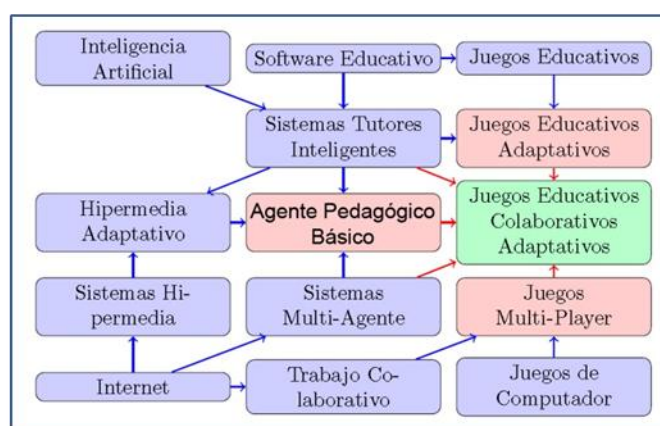 Inteligencia
Artificial
Software Educativo
Juegos Educativos
Sistemas Tutores
Inteligentes
Juegos Educativos
Adaptativos
Hipermedia
Adaptativo
Agente Pedagógico
Básico
Juegos Educativos
Colaborativos
Adaptativos
Sistemas Hi-
permedia
Sistemas
Multi-Agente
Juegos
Multi-Player
Internet
Trabajo Co-
laborativo
Juegos de
Computador